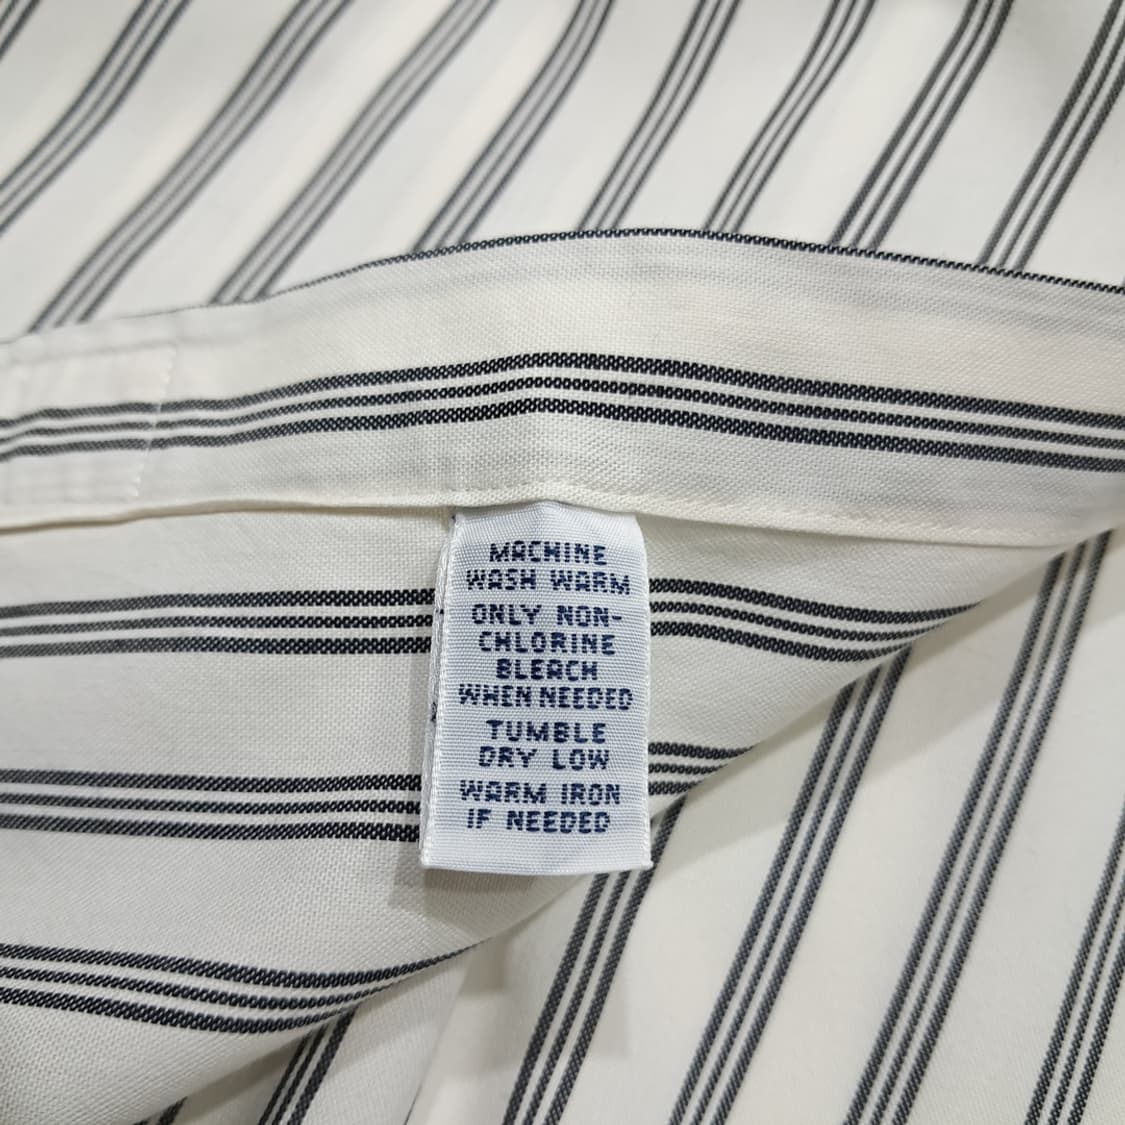 MACHINE
WASH WARM
ONLY NON-
CHLORINE
BLEACH
WHEN NEEDED
TUMBLE
DRY LOW
WARM IRON
IF NEEDED